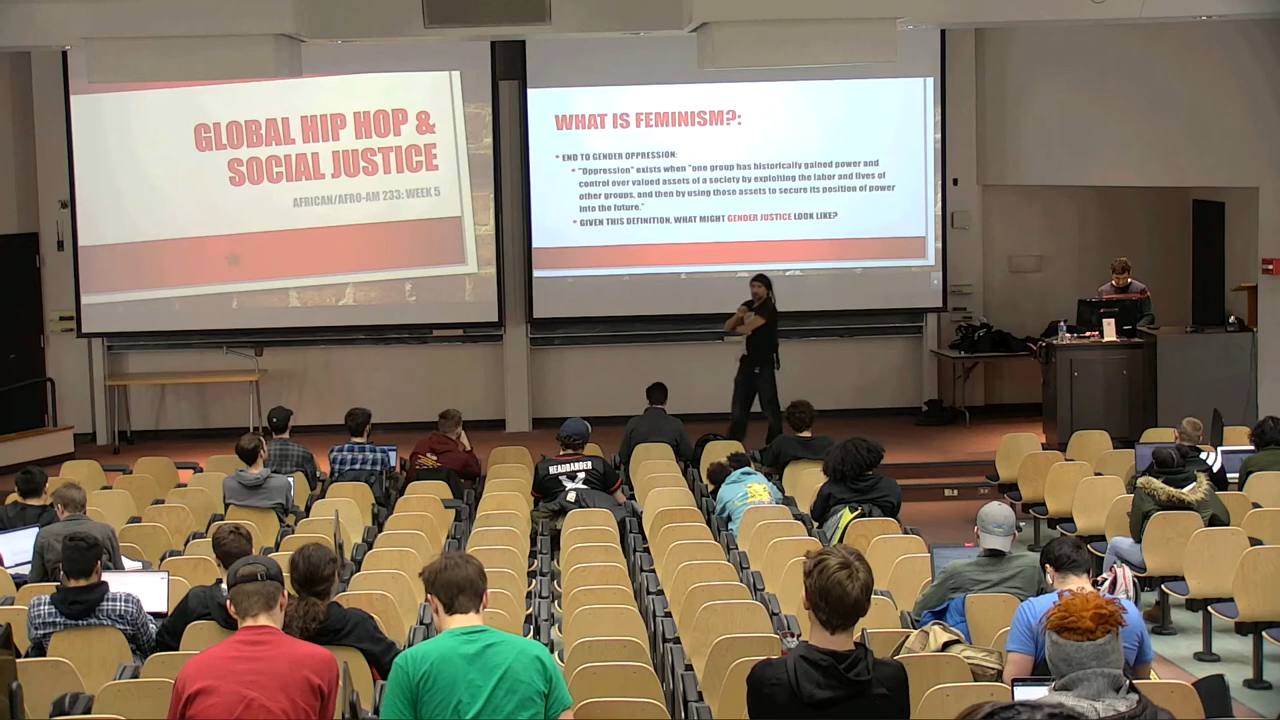 GLOBAL HIP HOP &
SOCIAL JUSTICE
AFRICAN/AFRO-AM 233: WEEK 5
WHAT IS FEMINISM?:
* END TO GENDER OPPRESSION:
* "Oppression" exists when "one group has historically gained power and
control over valued assets of a society by exploiting the labor and lives of
other groups, and then by using those assets to secure its position of power
into the future."
* GIVEN THIS DEFINITION, WHAT MIGHT GENDER JUSTICE LOOK LIKE?
HEADBANGER